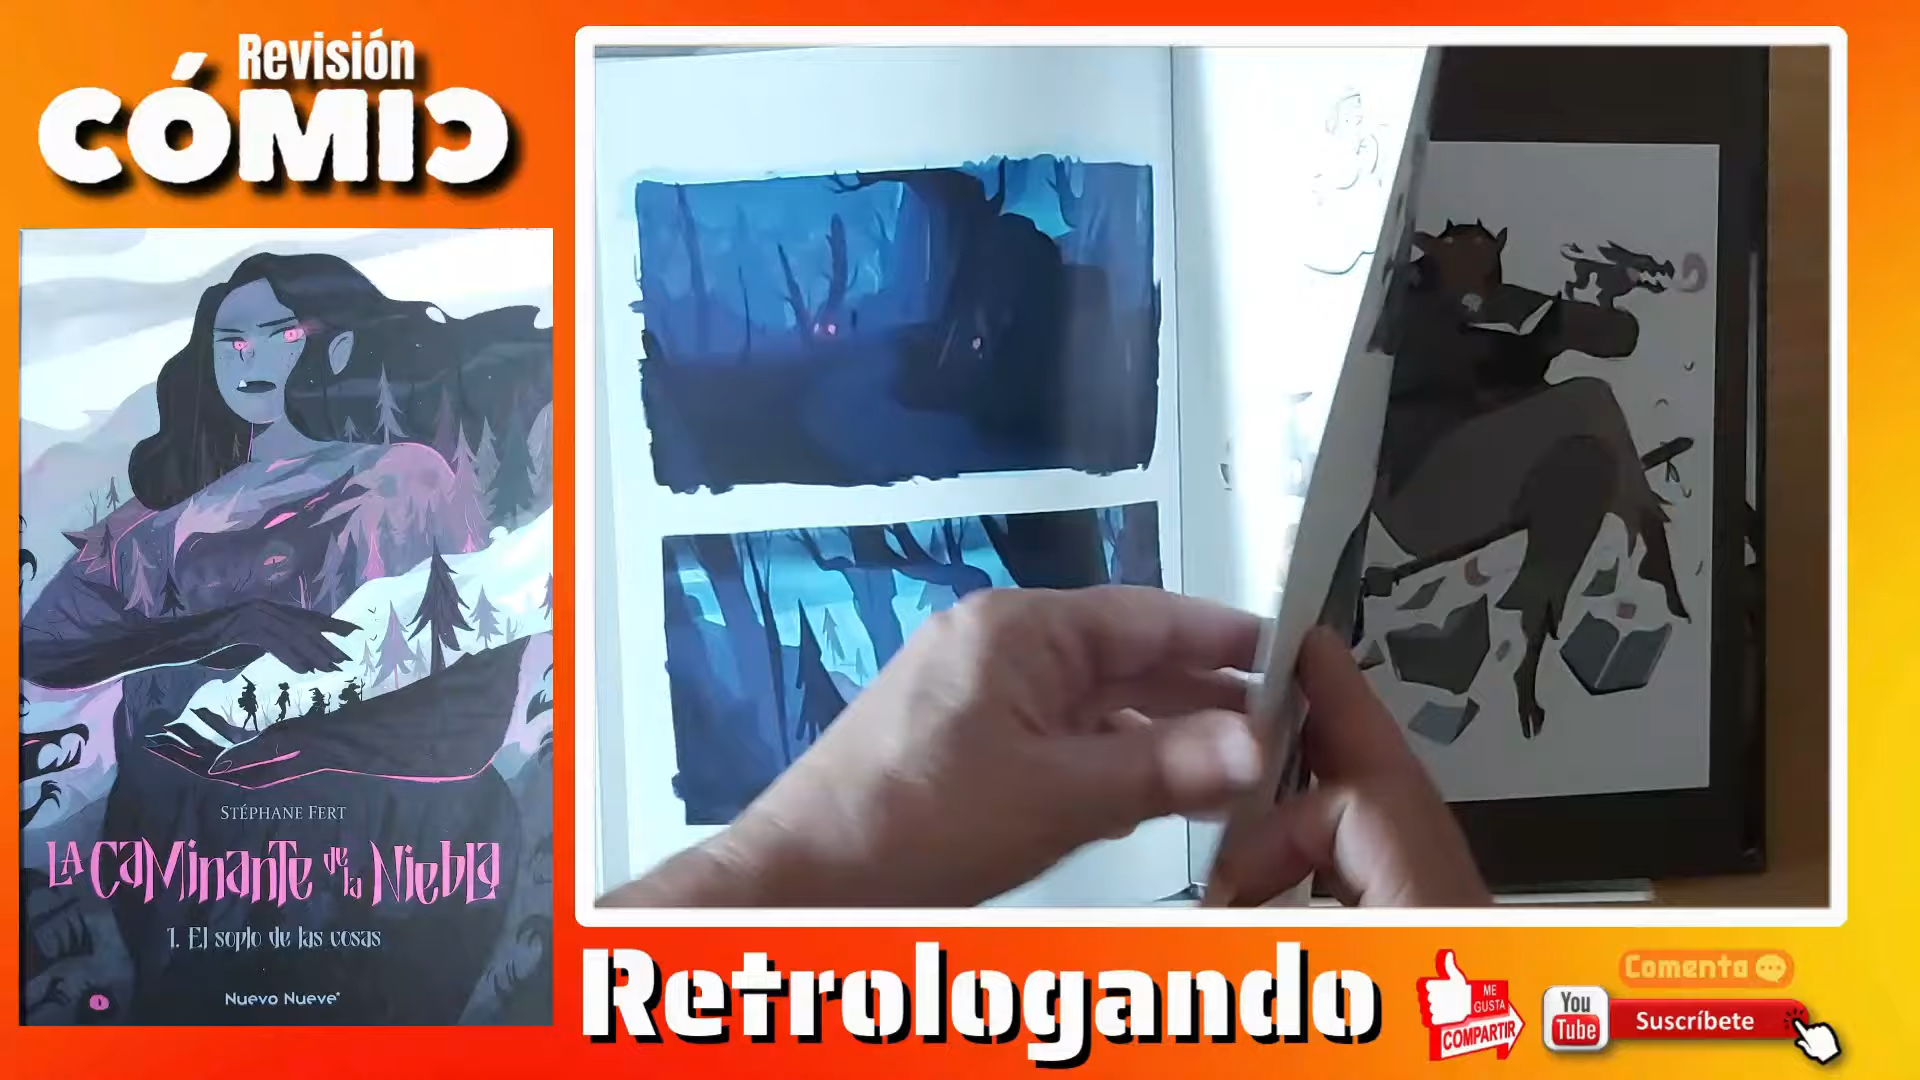 Revisión
CÓMIC
STÉPHANE FERT
LA CAMINANTE de la NIEBLA
1. El soplo de las cosas
NUEVO NUEVE
Retrologando
ME
GUSTA
COMPARTIR
Comenta
You
Tube
Suscríbete